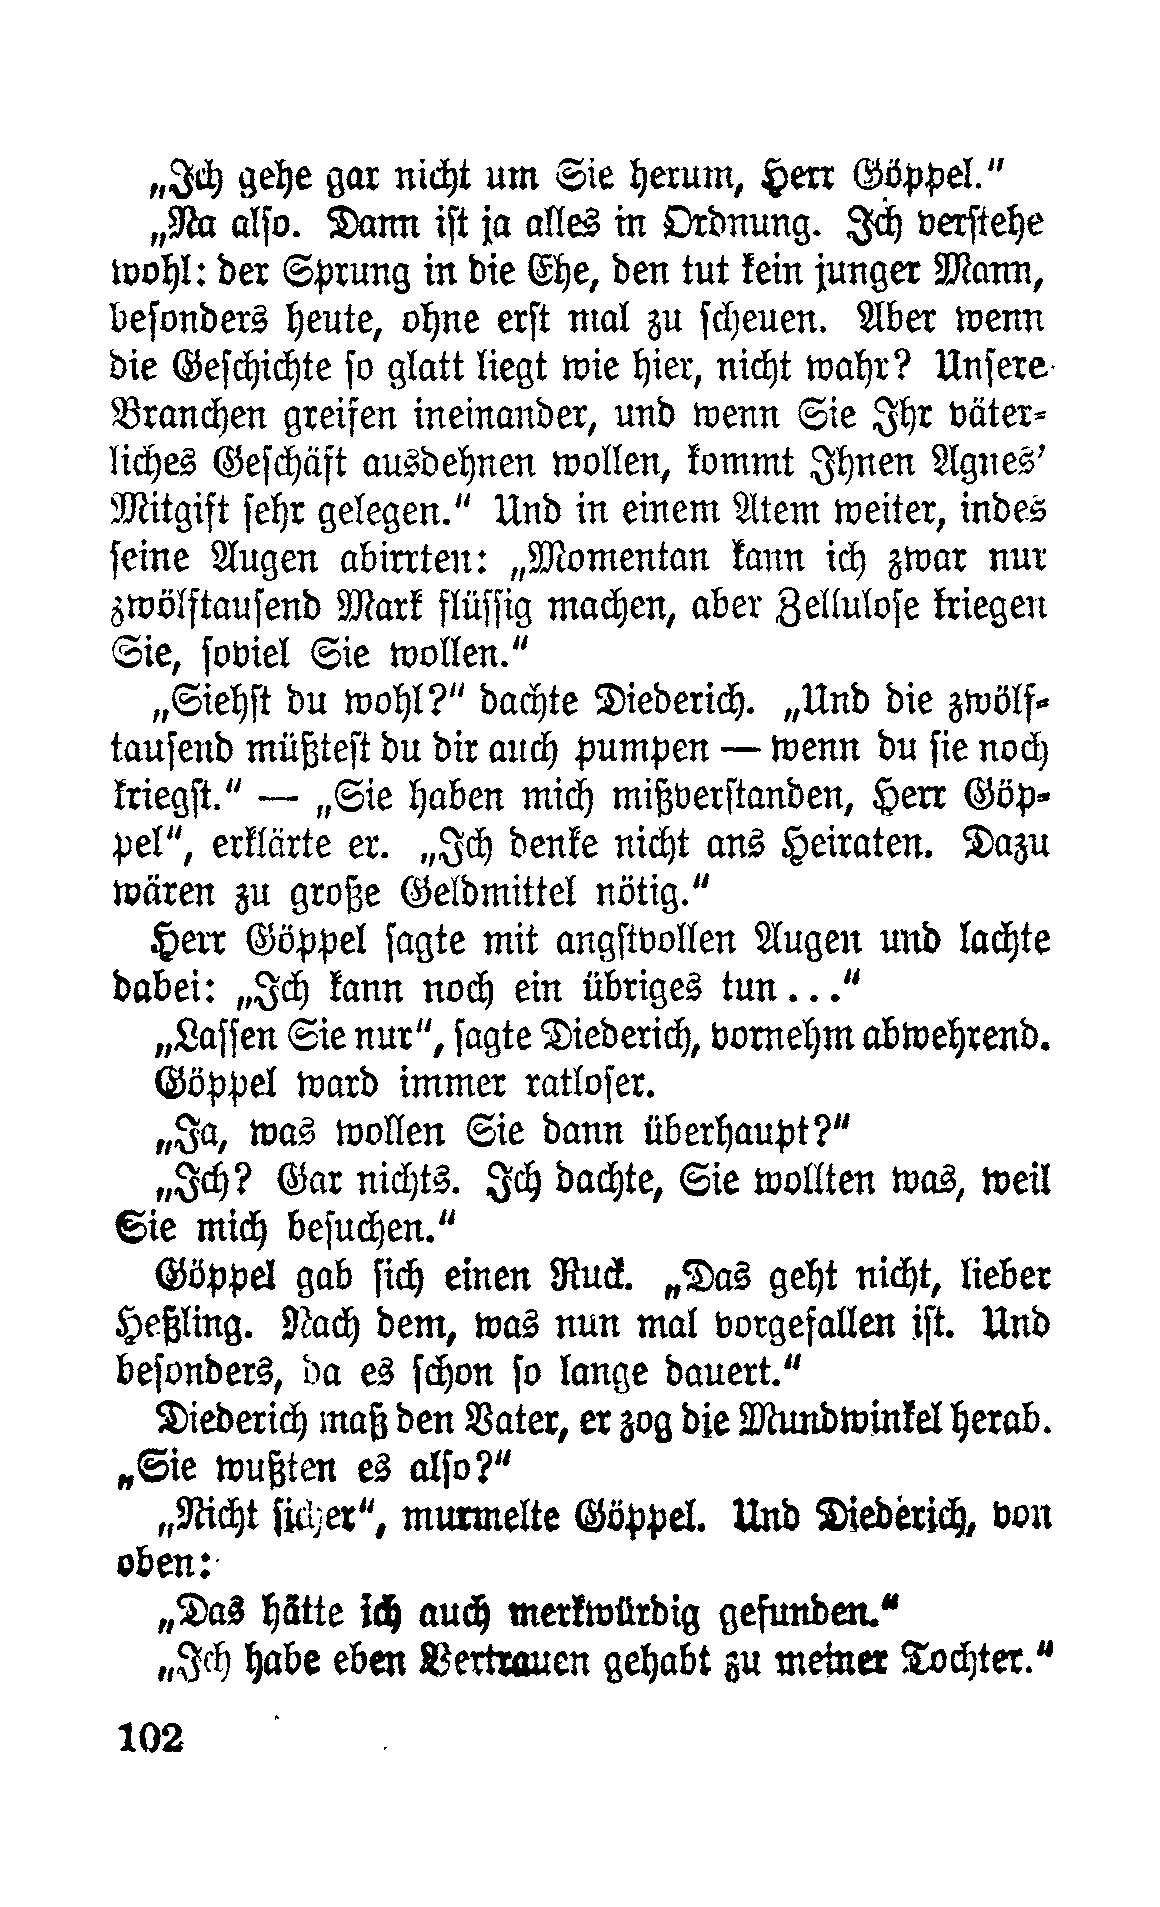 „Ich gehe gar nicht um Sie herum, Herr Göppel."
„Na also. Dann ist ja alles in Ordnung. Ich verstehe
wohl: der Sprung in die Ehe, den tut kein junger Mann,
besonders heute, ohne erst mal zu scheuen. Aber wenn
die Geschichte so glatt liegt wie hier, nicht wahr? Unsere
Branchen greifen ineinander, und wenn Sie Ihr väter-
liches Geschäft ausdehnen wollen, kommt Ihnen Agnes'
Mitgift sehr gelegen." Und in einem Atem weiter, indes
seine Augen abirrten: „Momentan kann ich zwar nur
zwölftausend Mark flüssig machen, aber Zellulose kriegen
Sie, soviel Sie wollen."
„Siehst du wohl?" dachte Diederich. „Und die zwölf-
tausend müßtest du dir auch pumpen — wenn du sie noch
kriegst." — „Sie haben mich mißverstanden, Herr Göp-
pel", erklärte er. „Ich denke nicht ans Heiraten. Dazu
wären zu große Geldmittel nötig."
Herr Göppel sagte mit angstvollen Augen und lachte
dabei: „Ich kann noch ein übriges tun ..."
„Lassen Sie nur", sagte Diederich, vornehm abwehrend.
Göppel ward immer ratloser.
„Ja, was wollen Sie dann überhaupt?"
„Ich? Gar nichts. Ich dachte, Sie wollten was, weil
Sie mich besuchen."
Göppel gab sich einen Ruck. „Das geht nicht, lieber
Heßling. Nach dem, was nun mal vorgefallen ist. Und
besonders, da es schon so lange dauert."
Diederich maß den Vater, er zog die Mundwinkel herab.
„Sie wußten es also?"
„Nicht sicher", murmelte Göppel. Und Diederich, von
oben:
„Das hätte ich auch merkwürdig gefunden."
„Ich habe eben Vertrauen gehabt zu meiner Tochter."
102